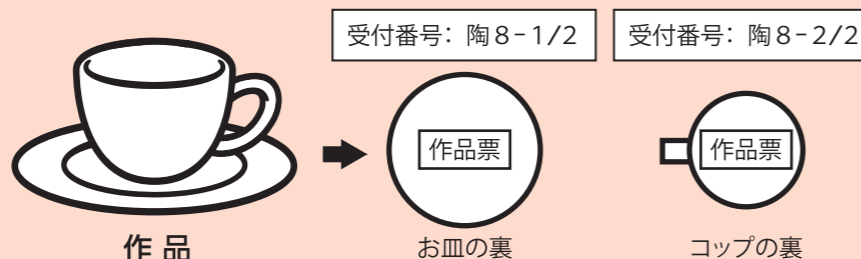 受付番号：陶8-1/2
受付番号：陶8-2/2
作品票
作品票
作品
お皿の裏
コップの裏